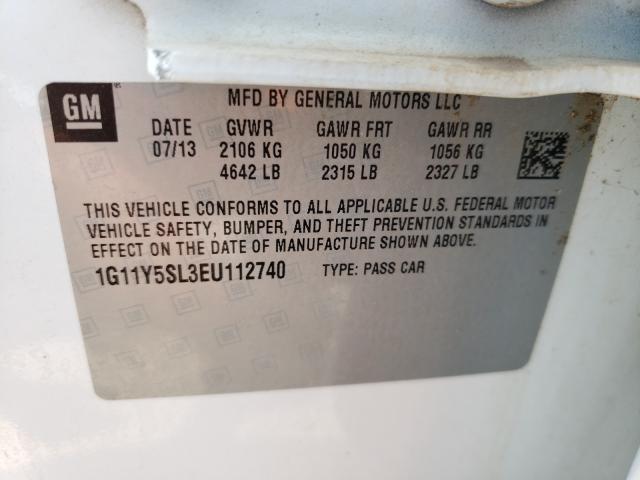 GM
MFD BY GENERAL MOTORS LLC
DATE GVWR GAWR FRT GAWR RR
07/13 2106 KG 1050 KG 1056 KG
4642 LB 2315 LB 2327 LB
THIS VEHICLE CONFORMS TO ALL APPLICABLE U.S. FEDERAL MOTOR
VEHICLE SAFETY, BUMPER, AND THEFT PREVENTION STANDARDS IN
EFFECT ON THE DATE OF MANUFACTURE SHOWN ABOVE.
1G11Y5SL3EU112740 TYPE: PASS CAR